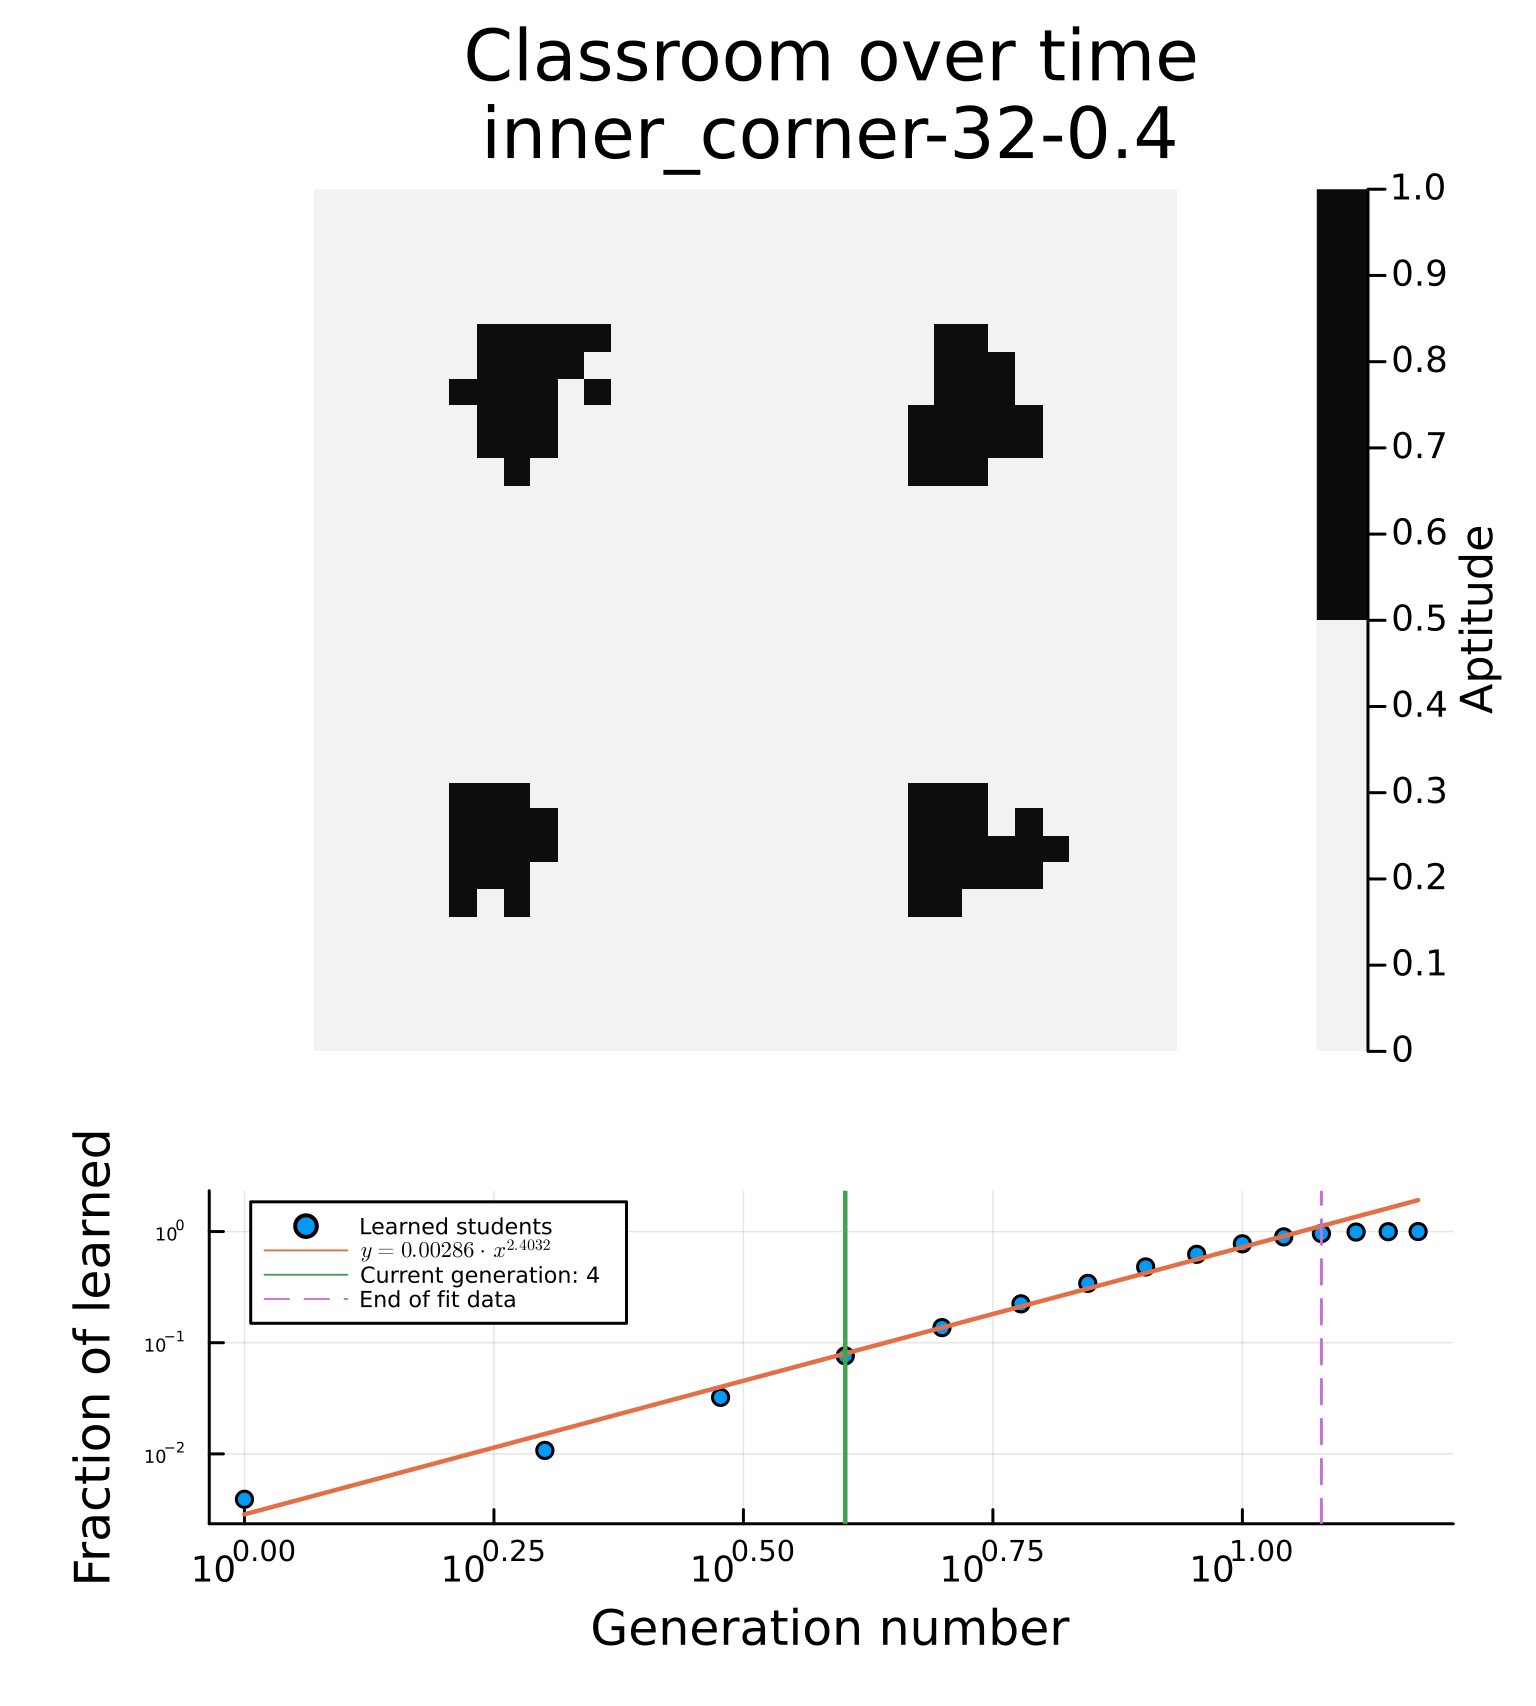 Classroom over time
inner_corner-32-0.4
1.0
0.9
0.8
0.7
0.6
0.5
0.4
0.3
0.2
0.1
0
Aptitude
Fraction of learned
10^0
10^-1
10^-2
Learned students
y = 0.00286 · x^2.4032
Current generation: 4
End of fit data
10^0.00 10^0.25 10^0.50 10^0.75 10^1.00
Generation number